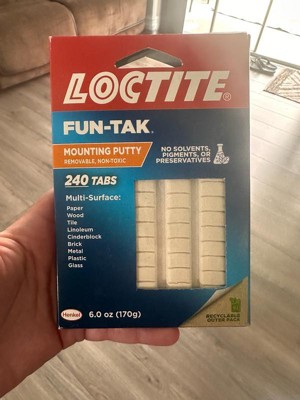 LOCTITE®
FUN-TAK
MOUNTING PUTTY
REMOVABLE, NON-TOXIC
NO SOLVENTS,
PIGMENTS, OR
PRESERVATIVES
240 TABS
Multi-Surface:
Paper
Wood
Tile
Linoleum
Cinderblock
Brick
Metal
Plastic
Glass
Henkel
6.0 oz (170g)
RECYCLABLE
OUTER PACK